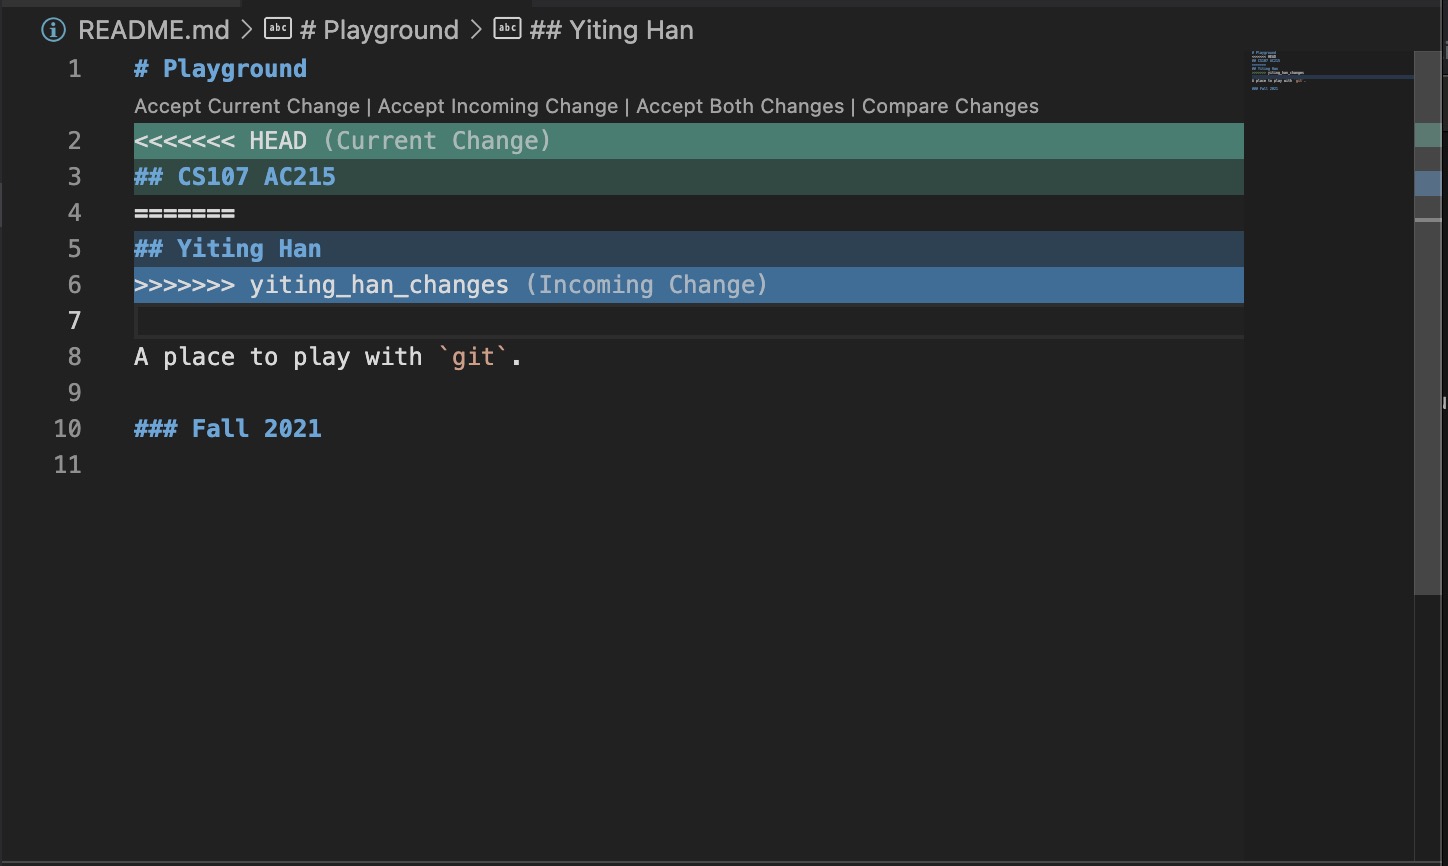 README.md > abc # Playground > abc ## Yiting Han
1 # Playground
Accept Current Change | Accept Incoming Change | Accept Both Changes | Compare Changes
2 <<<<<<< HEAD (Current Change)
3 ## CS107 AC215
4 =======
5 ## Yiting Han
6 >>>>>>> yiting_han_changes (Incoming Change)
7
8 A place to play with `git`.
9
10 ### Fall 2021
11